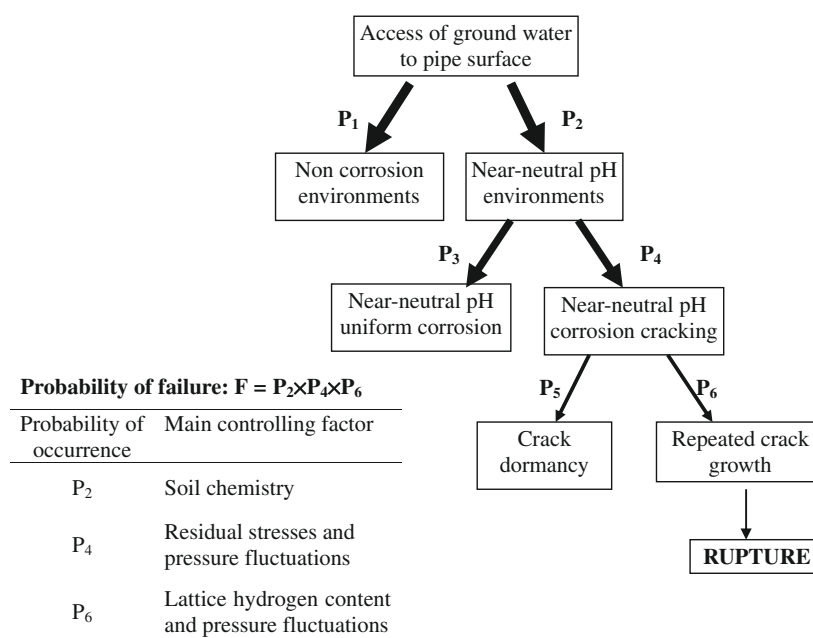 Access of ground water
to pipe surface
P₁
P₂
Non corrosion
environments
Near-neutral pH
environments
P₃
P₄
Near-neutral pH
uniform corrosion
Near-neutral pH
corrosion cracking
P₅
P₆
Crack
dormancy
Repeated crack
growth
RUPTURE
Probability of failure: F = P₂×P₄×P₆
Probability of
occurrence
Main controlling factor
P₂
Soil chemistry
P₄
Residual stresses and
pressure fluctuations
P₆
Lattice hydrogen content
and pressure fluctuations